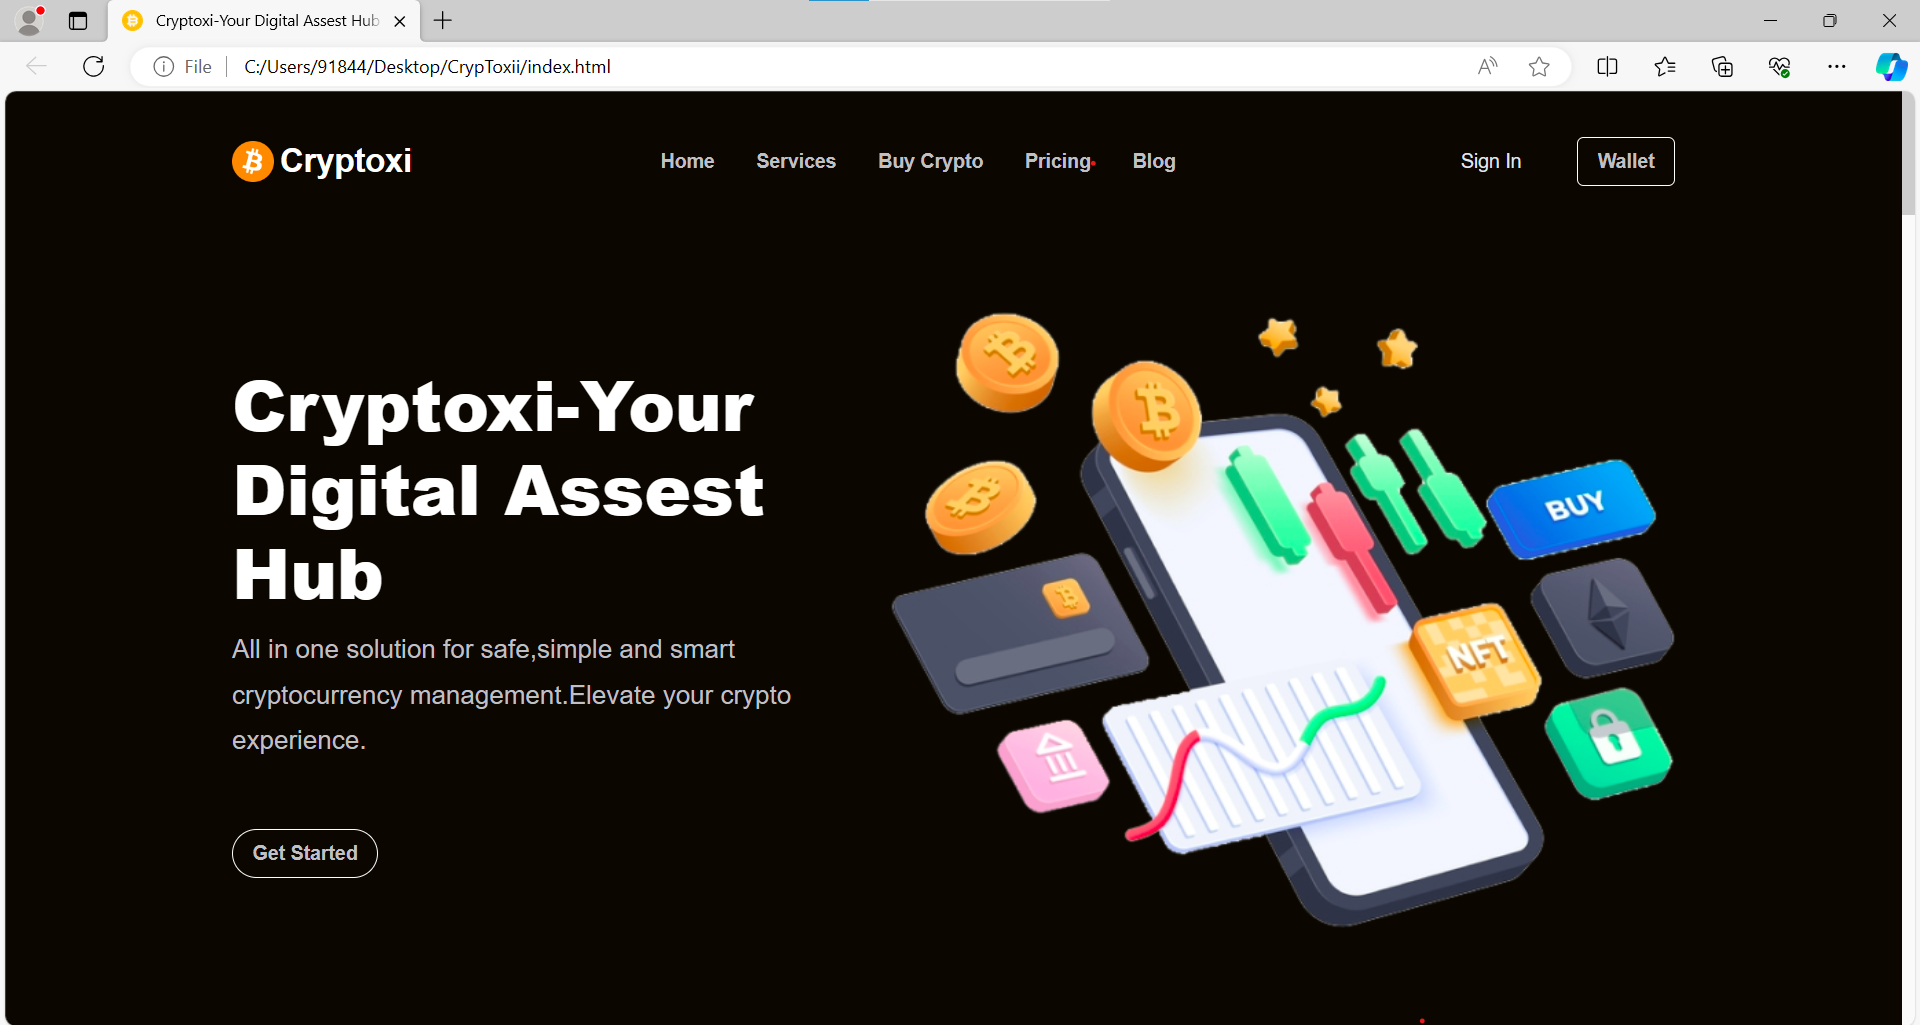 Cryptoxi-Your Digital Assest Hub
File
C:/Users/91844/Desktop/CrypToxii/index.html
Cryptoxi
Home Services Buy Crypto Pricing Blog
Sign In
Wallet
Cryptoxi-Your
Digital Assest
Hub
All in one solution for safe,simple and smart
cryptocurrency management.Elevate your crypto
experience.
Get Started
BUY
NFT